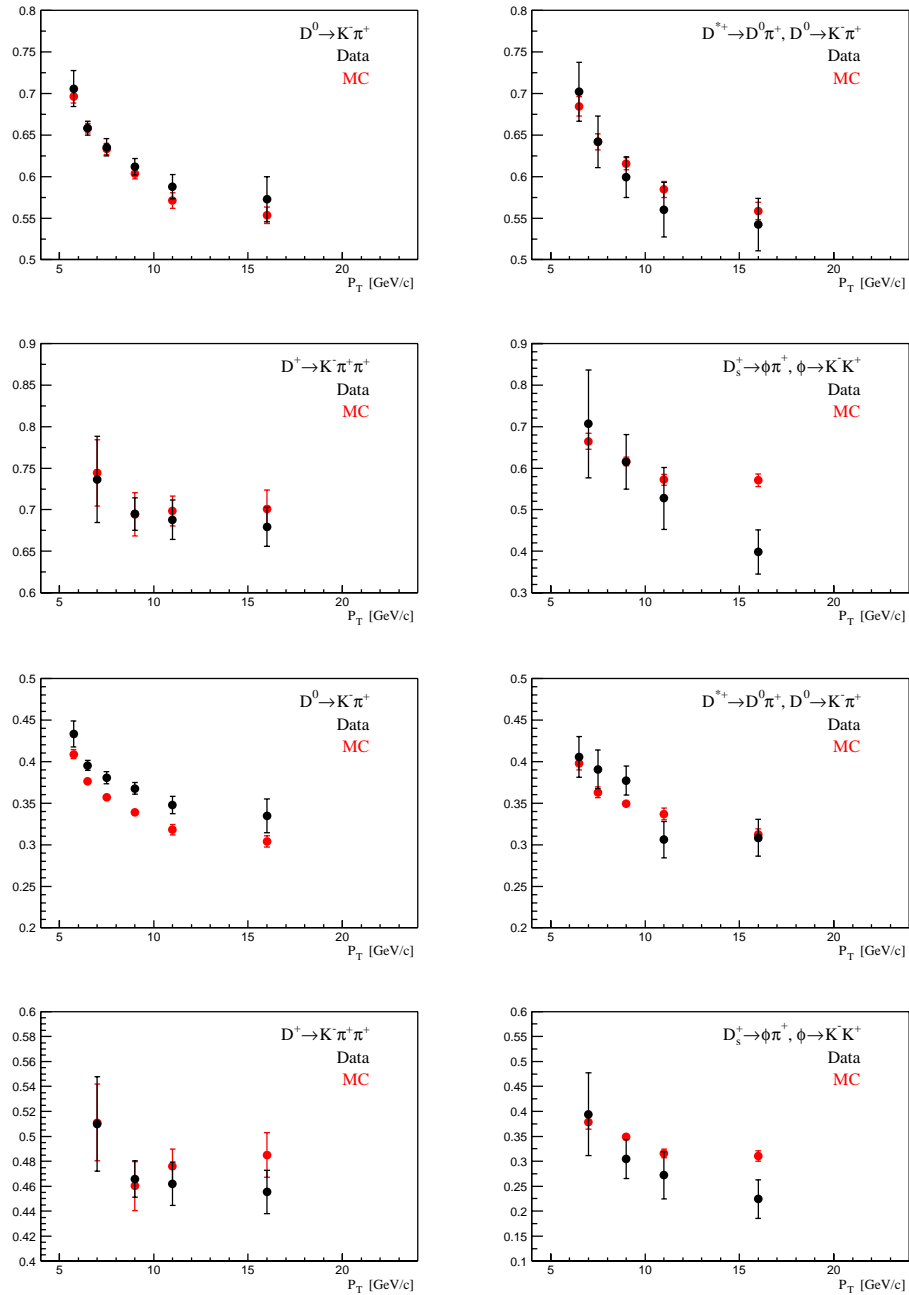 D⁰→K⁻π⁺
Data
MC
0.8
0.75
0.7
0.65
0.6
0.55
0.5
5 10 15 20
P_T [GeV/c]
D*⁺→D⁰π⁺, D⁰→K⁻π⁺
Data
MC
0.8
0.75
0.7
0.65
0.6
0.55
0.5
5 10 15 20
P_T [GeV/c]
D⁺→K⁻π⁺π⁺
Data
MC
0.9
0.85
0.8
0.75
0.7
0.65
0.6
5 10 15 20
P_T [GeV/c]
D_s⁺→ϕπ⁺, ϕ→K⁻K⁺
Data
MC
0.9
0.8
0.7
0.6
0.5
0.4
0.3
5 10 15 20
P_T [GeV/c]
D⁰→K⁻π⁺
Data
MC
0.5
0.45
0.4
0.35
0.3
0.25
0.2
5 10 15 20
P_T [GeV/c]
D*⁺→D⁰π⁺, D⁰→K⁻π⁺
Data
MC
0.5
0.45
0.4
0.35
0.3
0.25
0.2
5 10 15 20
P_T [GeV/c]
D⁺→K⁻π⁺π⁺
Data
MC
0.6
0.58
0.56
0.54
0.52
0.5
0.48
0.46
0.44
0.42
0.4
5 10 15 20
P_T [GeV/c]
D_s⁺→ϕπ⁺, ϕ→K⁻K⁺
Data
MC
0.6
0.55
0.5
0.45
0.4
0.35
0.3
0.25
0.2
0.15
0.1
5 10 15 20
P_T [GeV/c]